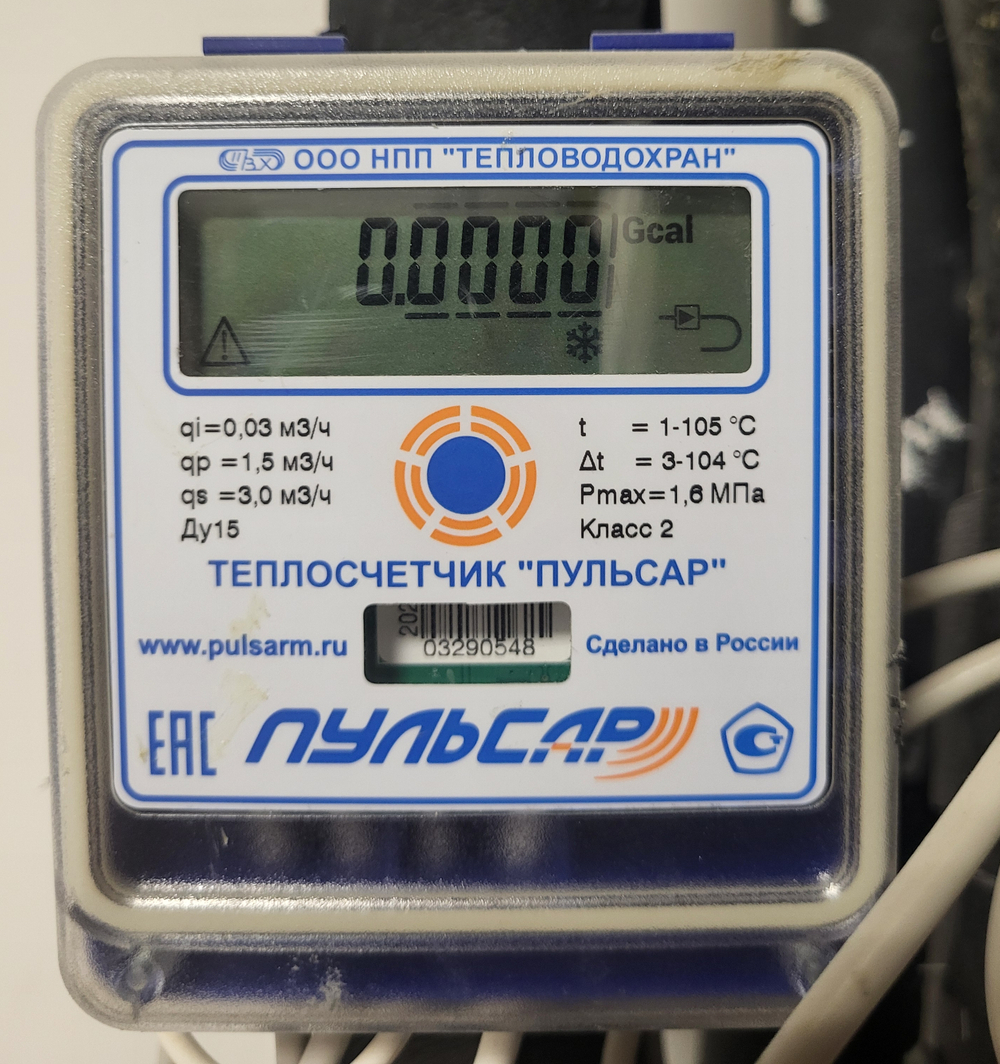 ООО НПП "ТЕПЛОВОДОХРАН"
0.0000 Gcal
qi=0,03 м3/ч
qp =1,5 м3/ч
qs =3,0 м3/ч
Ду15
t = 1-105 °C
Δt = 3-104 °C
Pmax=1,6 МПа
Класс 2
ТЕПЛОСЧЕТЧИК "ПУЛЬСАР"
www.pulsarm.ru
03290548
Сделано в России
EAC
ПУЛЬСАР